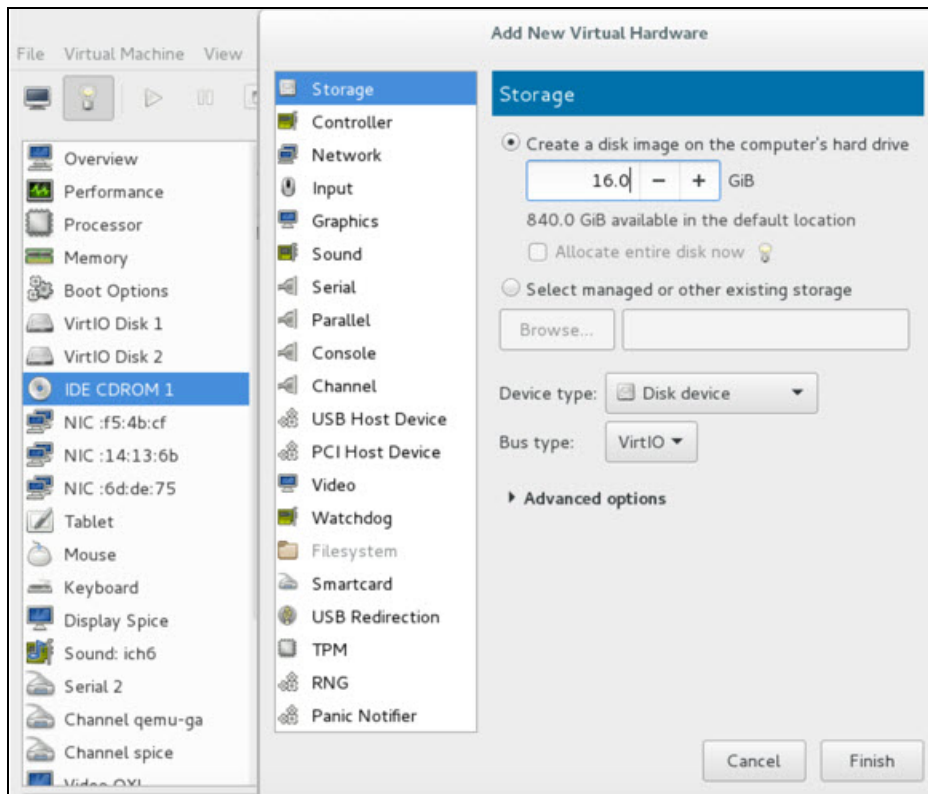 Add New Virtual Hardware
File Virtual Machine View
Overview
Performance
Processor
Memory
Boot Options
VirtIO Disk 1
VirtIO Disk 2
IDE CDROM 1
NIC :f5:4b:cf
NIC :14:13:6b
NIC :6d:de:75
Tablet
Mouse
Keyboard
Display Spice
Sound: ich6
Serial 2
Channel qemu-ga
Channel spice
Video QXL
Storage
Controller
Network
Input
Graphics
Sound
Serial
Parallel
Console
Channel
USB Host Device
PCI Host Device
Video
Watchdog
Filesystem
Smartcard
USB Redirection
TPM
RNG
Panic Notifier
Storage
Create a disk image on the computer's hard drive
16.0 − + GiB
840.0 GiB available in the default location
Allocate entire disk now
Select managed or other existing storage
Browse...
Device type: Disk device
Bus type: VirtIO
Advanced options
Cancel Finish